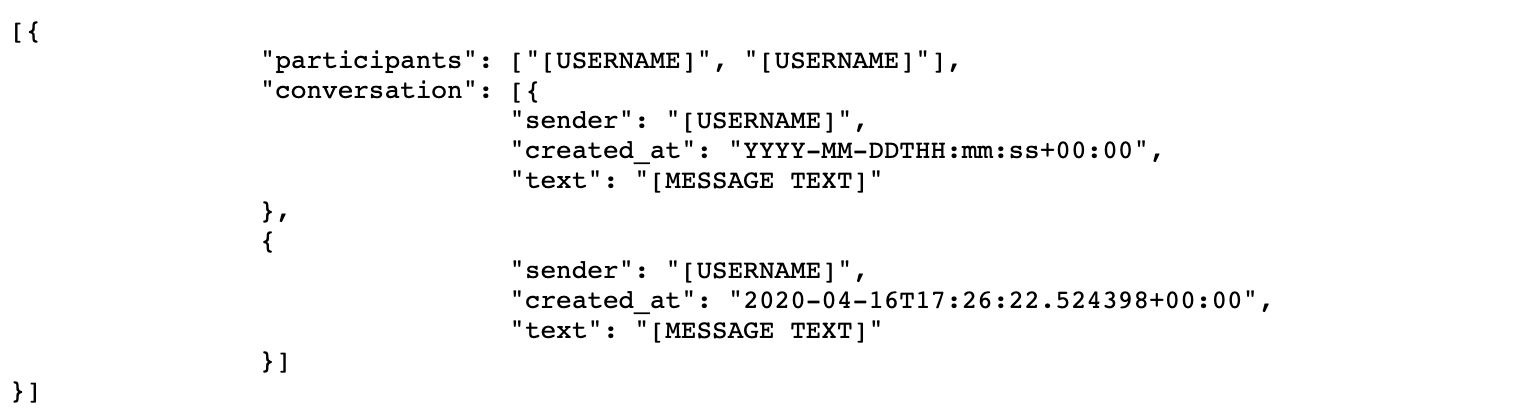 [{
"participants": ["[USERNAME]", "[USERNAME]"],
"conversation": [{
"sender": "[USERNAME]",
"created_at": "YYYY-MM-DDTHH:mm:ss+00:00",
"text": "[MESSAGE TEXT]"
},
{
"sender": "[USERNAME]",
"created_at": "2020-04-16T17:26:22.524398+00:00",
"text": "[MESSAGE TEXT]"
}]
}]